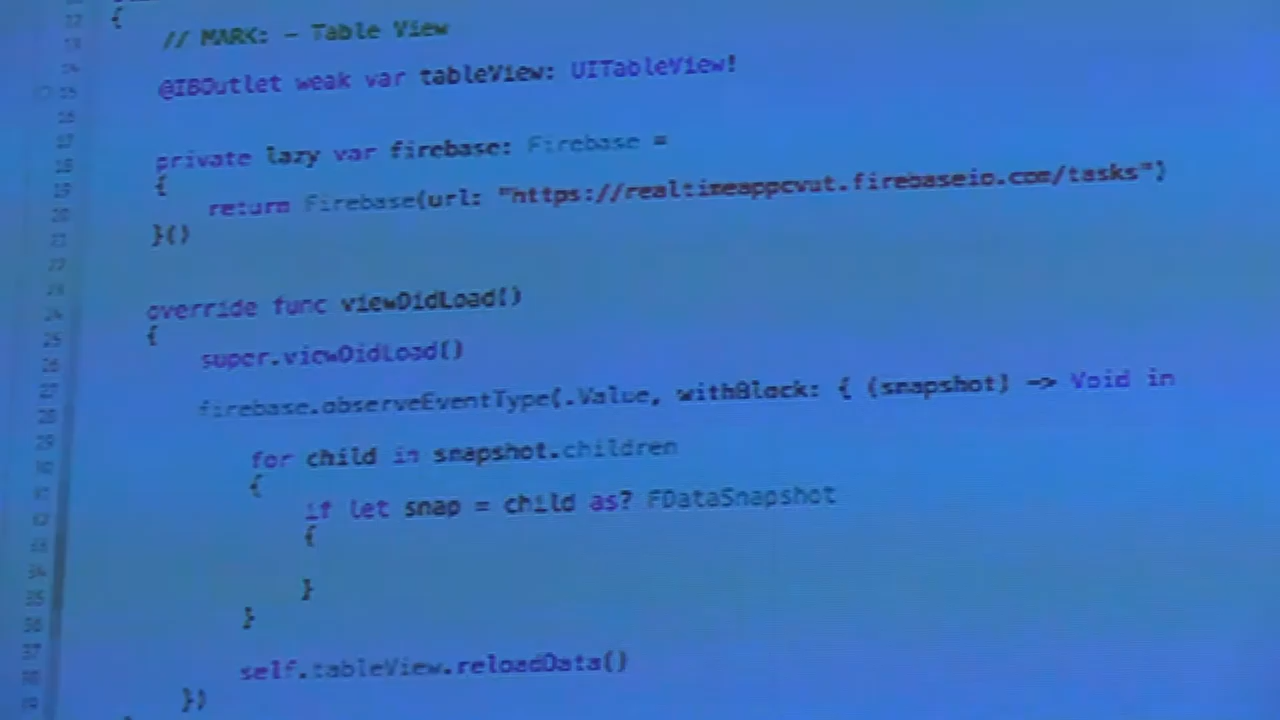 {
// MARK: - Table View
@IBOutlet weak var tableView: UITableView!
private lazy var firebase: Firebase =
{
return Firebase(url: "https://realtimeappcvut.firebaseio.com/tasks")
}()
override func viewDidLoad()
{
super.viewDidLoad()
firebase.observeEventType(.Value, withBlock: { (snapshot) -> Void in
for child in snapshot.children
{
if let snap = child as? FDataSnapshot
{
}
}
self.tableView.reloadData()
})